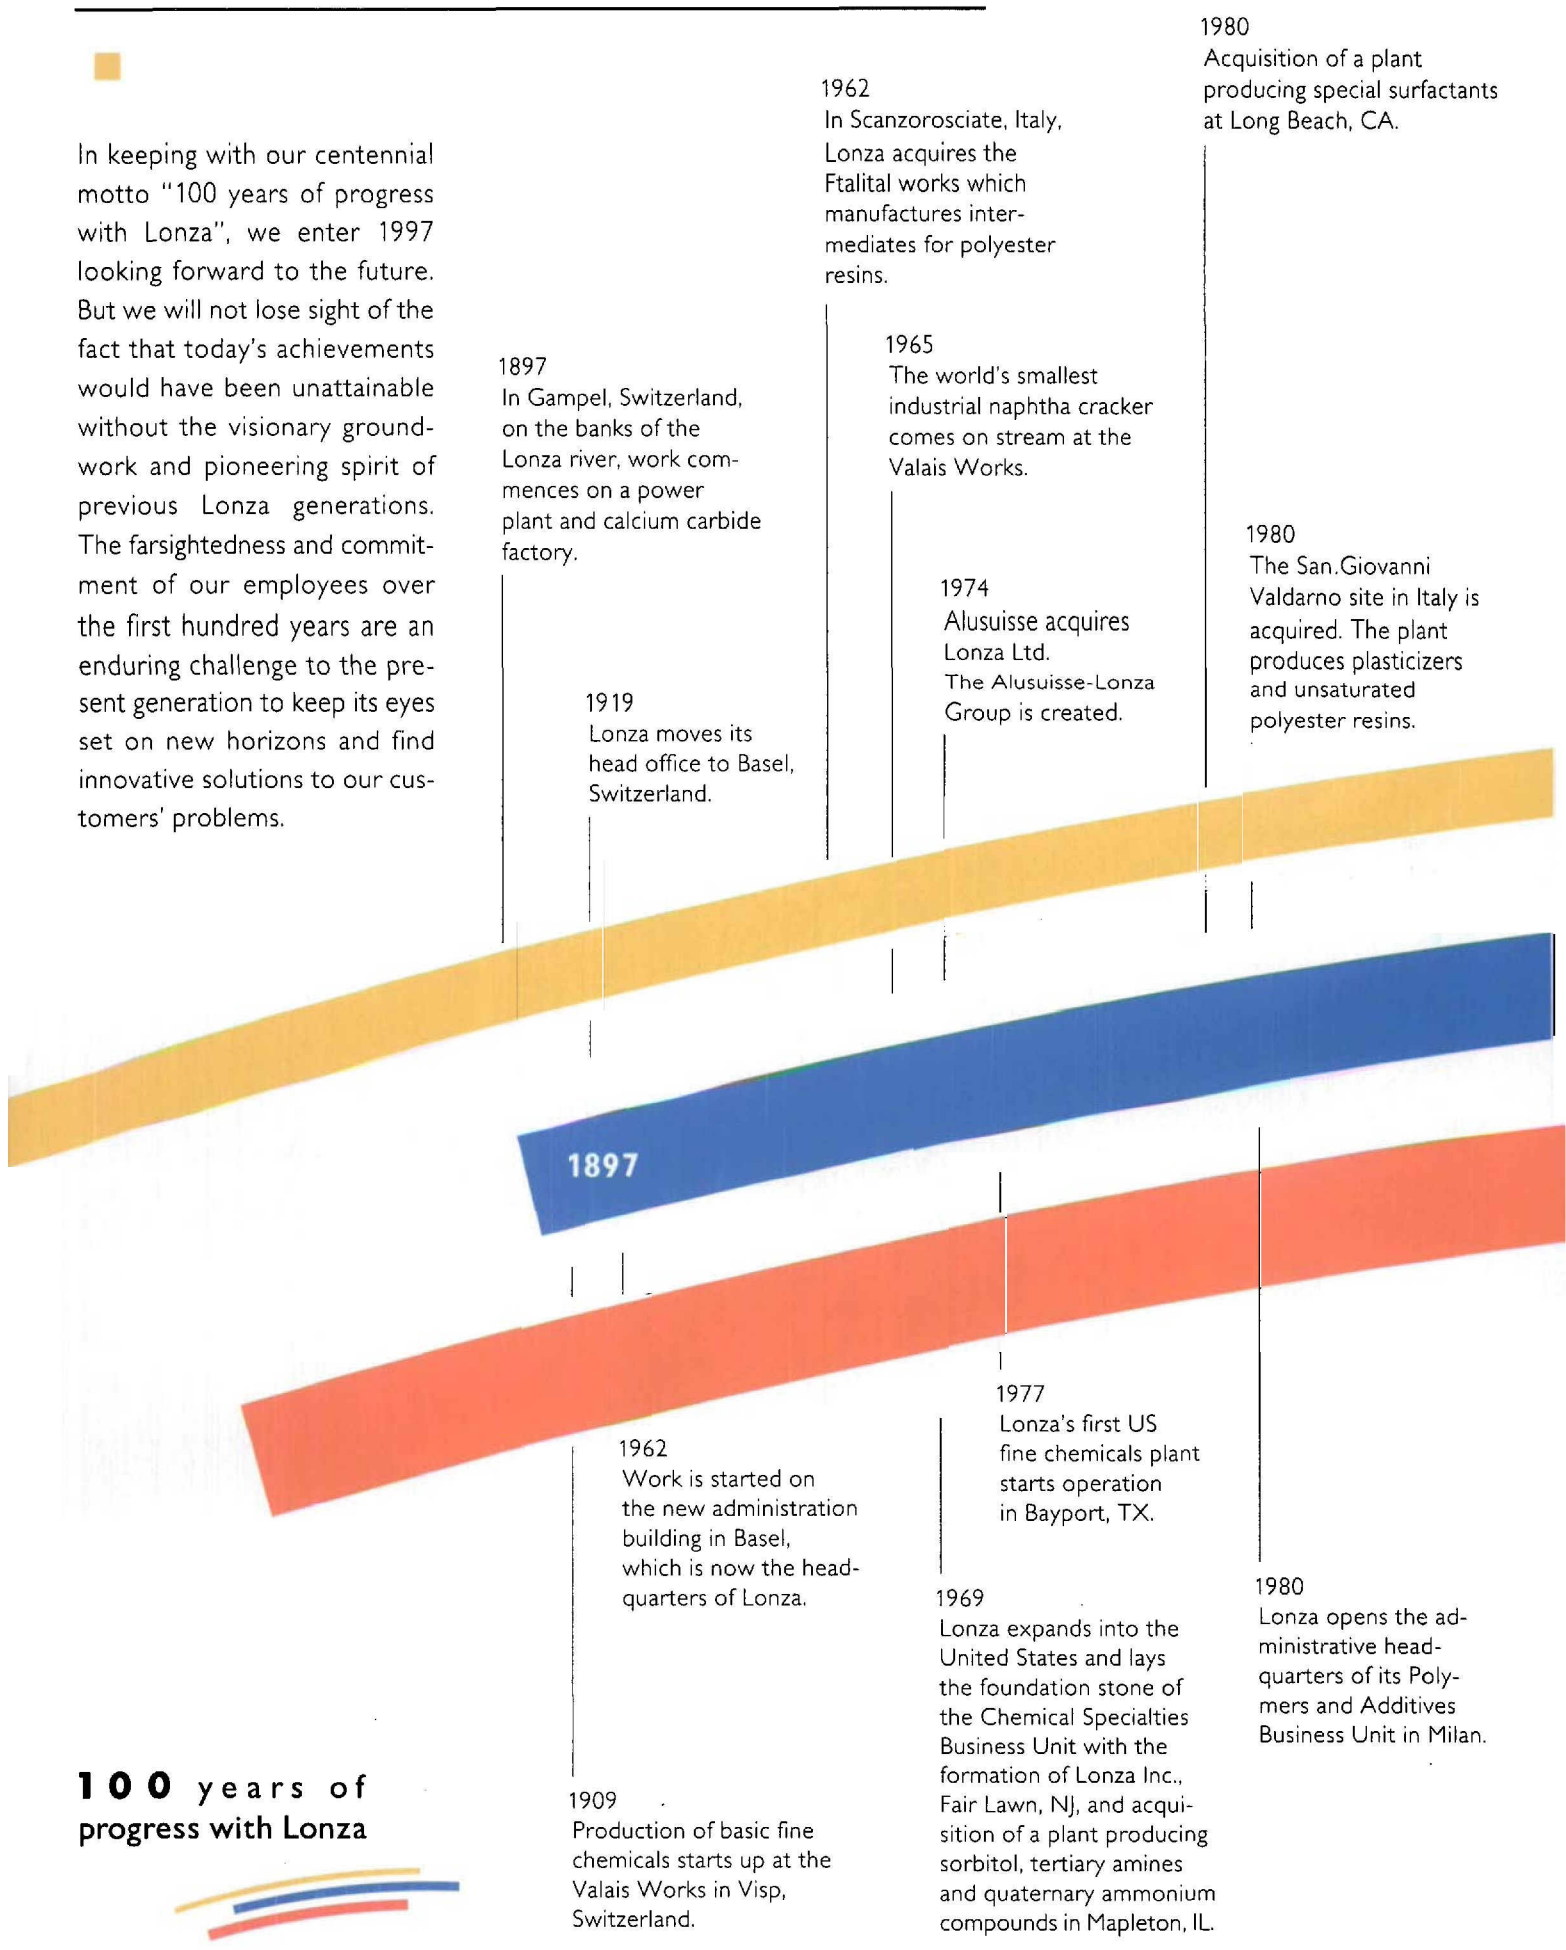 In keeping with our centennial
motto "100 years of progress
with Lonza", we enter 1997
looking forward to the future.
But we will not lose sight of the
fact that today's achievements
would have been unattainable
without the visionary ground-
work and pioneering spirit of
previous Lonza generations.
The farsightedness and commit-
ment of our employees over
the first hundred years are an
enduring challenge to the pre-
sent generation to keep its eyes
set on new horizons and find
innovative solutions to our cus-
tomers' problems.
1897
In Gampel, Switzerland,
on the banks of the
Lonza river, work com-
mences on a power
plant and calcium carbide
factory.
1919
Lonza moves its
head office to Basel,
Switzerland.
1962
In Scanzorosciate, Italy,
Lonza acquires the
Ftalital works which
manufactures inter-
mediates for polyester
resins.
1965
The world's smallest
industrial naphtha cracker
comes on stream at the
Valais Works.
1974
Alusuisse acquires
Lonza Ltd.
The Alusuisse-Lonza
Group is created.
1980
Acquisition of a plant
producing special surfactants
at Long Beach, CA.
1980
The San.Giovanni
Valdarno site in Italy is
acquired. The plant
produces plasticizers
and unsaturated
polyester resins.
1897
1909
Production of basic fine
chemicals starts up at the
Valais Works in Visp,
Switzerland.
1962
Work is started on
the new administration
building in Basel,
which is now the head-
quarters of Lonza.
1969
Lonza expands into the
United States and lays
the foundation stone of
the Chemical Specialties
Business Unit with the
formation of Lonza Inc.,
Fair Lawn, NJ, and acqui-
sition of a plant producing
sorbitol, tertiary amines
and quaternary ammonium
compounds in Mapleton, IL.
1977
Lonza's first US
fine chemicals plant
starts operation
in Bayport, TX.
1980
Lonza opens the ad-
ministrative head-
quarters of its Poly-
mers and Additives
Business Unit in Milan.
100 years of
progress with Lonza